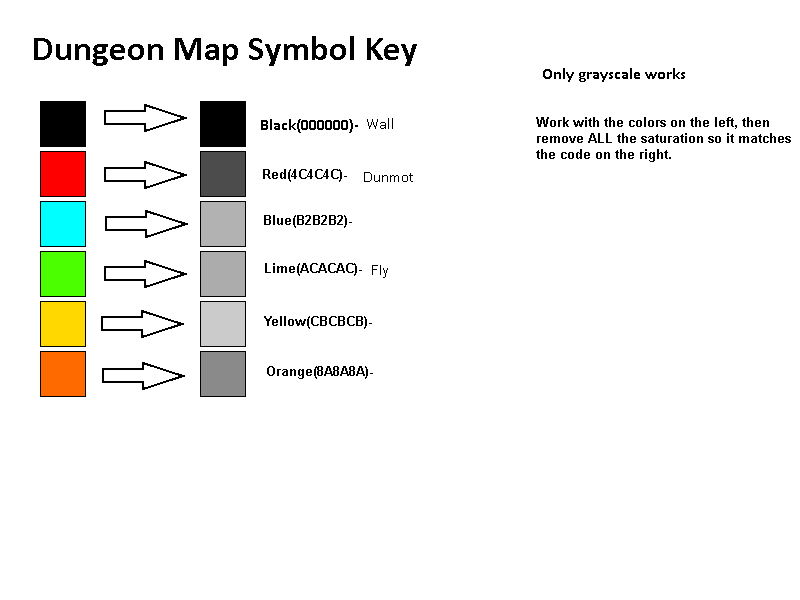 Dungeon Map Symbol Key
Only grayscale works
Work with the colors on the left, then
remove ALL the saturation so it matches
the code on the right.
Black(000000)- Wall
Red(4C4C4C)- Dunmot
Blue(B2B2B2)-
Lime(ACACAC)- Fly
Yellow(CBCBCB)-
Orange(8A8A8A)-